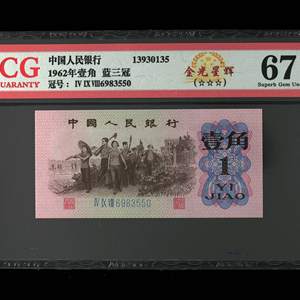 CG
GUARANTY
中国人民银行 13930135
1962年壹角 蓝三冠
冠号： IV IX VIII 6983550
金光星辉
(☆☆☆)
67
Superb Gem Un
中国人民银行
壹角
1
YI
JIAO
IV IX VIII 6983550